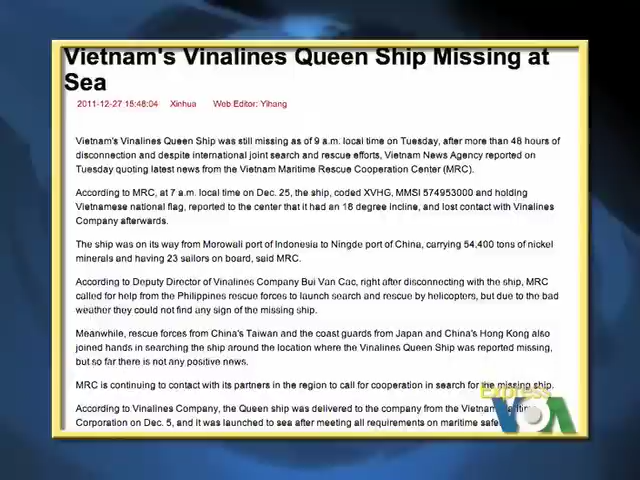 Vietnam's Vinalines Queen Ship Missing at
Sea
2011-12-27 15:48:04 Xinhua Web Editor: Yihang
Vietnam's Vinalines Queen Ship was still missing as of 9 a.m. local time on Tuesday, after more than 48 hours of
disconnection and despite international joint search and rescue efforts, Vietnam News Agency reported on
Tuesday quoting latest news from the Vietnam Maritime Rescue Cooperation Center (MRC).
According to MRC, at 7 a.m. local time on Dec. 25, the ship, coded XVHG, MMSI 574953000 and holding
Vietnamese national flag, reported to the center that it had an 18 degree incline, and lost contact with Vinalines
Company afterwards.
The ship was on its way from Morowali port of Indonesia to Ningde port of China, carrying 54,400 tons of nickel
minerals and having 23 sailors on board, said MRC.
According to Deputy Director of Vinalines Company Bui Van Cac, right after disconnecting with the ship, MRC
called for help from the Philippines rescue forces to launch search and rescue by helicopters, but due to the bad
weather they could not find any sign of the missing ship.
Meanwhile, rescue forces from China's Taiwan and the coast guards from Japan and China's Hong Kong also
joined hands in searching the ship around the location where the Vinalines Queen Ship was reported missing,
but so far there is not any positive news.
MRC is continuing to contact with its partners in the region to call for cooperation in search for the missing ship.
According to Vinalines Company, the Queen ship was delivered to the company from the Vietnam
Corporation on Dec. 5, and it was launched to sea after meeting all requirements on maritime
Express
VOA